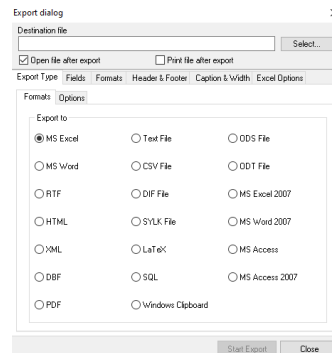 Export dialog
Destination file
Select...
Open file after export Print file after export
Export Type Fields Formats Header & Footer Caption & Width Excel Options
Formats Options
Export to
MS Excel Text File ODS File
MS Word CSV File ODT File
RTF DIF File MS Excel 2007
HTML SYLK File MS Word 2007
XML LaTeX MS Access
DBF SQL MS Access 2007
PDF Windows Clipboard
Start Export Close